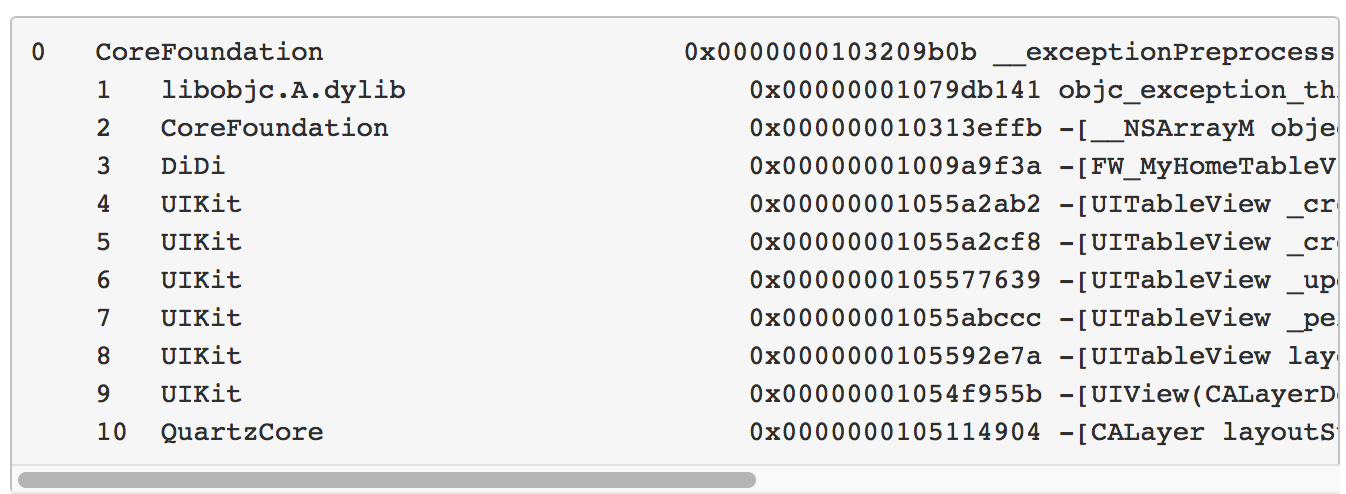 0 CoreFoundation 0x0000000103209b0b __exceptionPreprocess
1 libobjc.A.dylib 0x00000001079db141 objc_exception_th
2 CoreFoundation 0x000000010313effb -[__NSArrayM obje
3 DiDi 0x00000001009a9f3a -[FW_MyHomeTableV
4 UIKit 0x00000001055a2ab2 -[UITableView _cr
5 UIKit 0x00000001055a2cf8 -[UITableView _cr
6 UIKit 0x0000000105577639 -[UITableView _up
7 UIKit 0x00000001055abccc -[UITableView _pe
8 UIKit 0x0000000105592e7a -[UITableView lay
9 UIKit 0x00000001054f955b -[UIView(CALayerD
10 QuartzCore 0x0000000105114904 -[CALayer layoutS